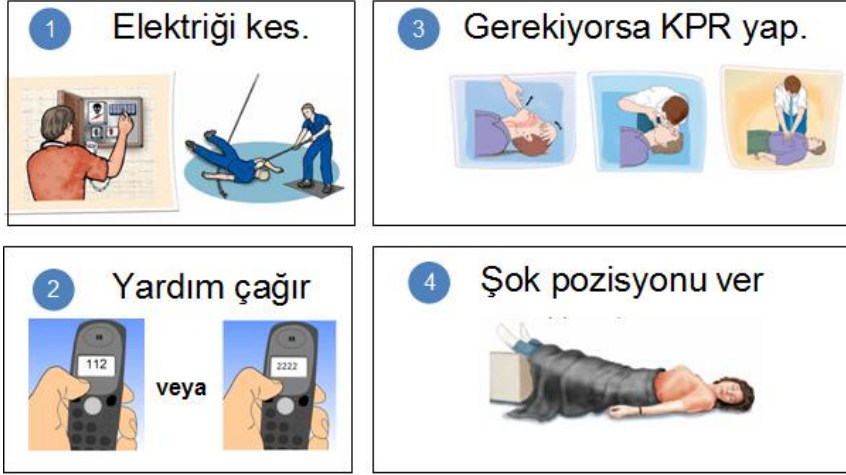 1 Elektriği kes.
2 Yardım çağır
112 veya 2222
3 Gerekiyorsa KPR yap.
4 Şok pozisyonu ver